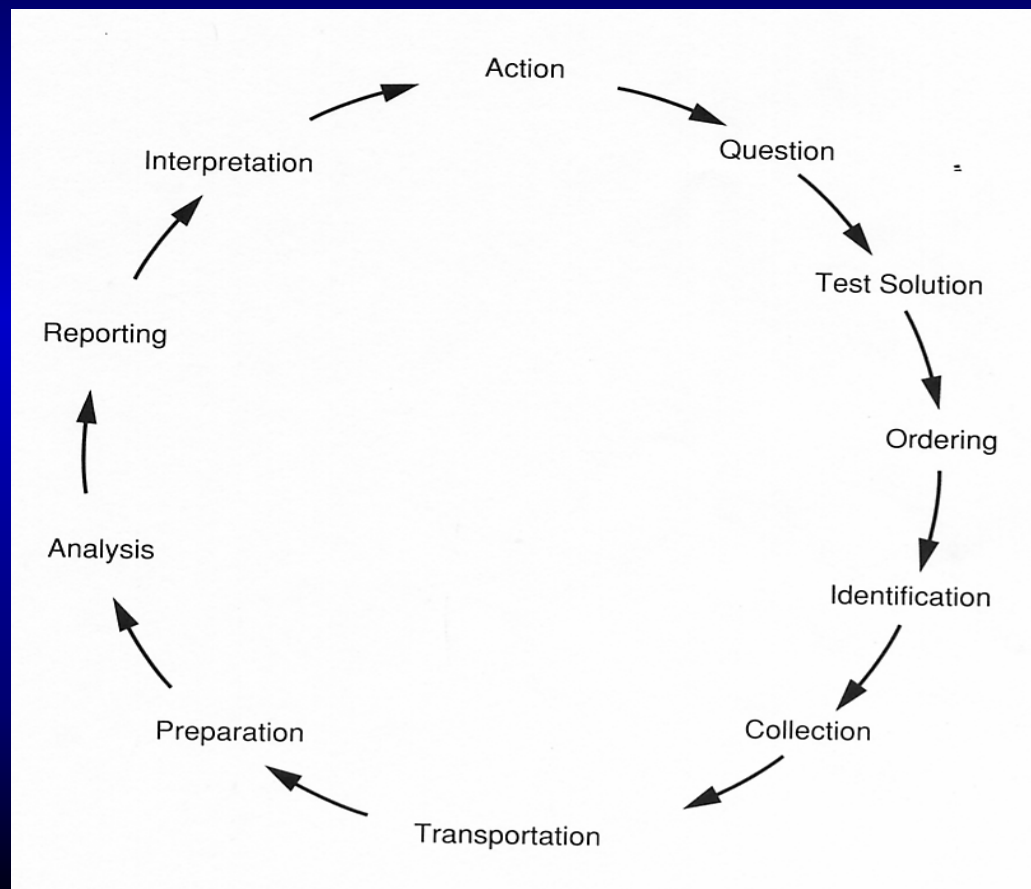 Action
Question
Test Solution
Ordering
Identification
Collection
Transportation
Preparation
Analysis
Reporting
Interpretation